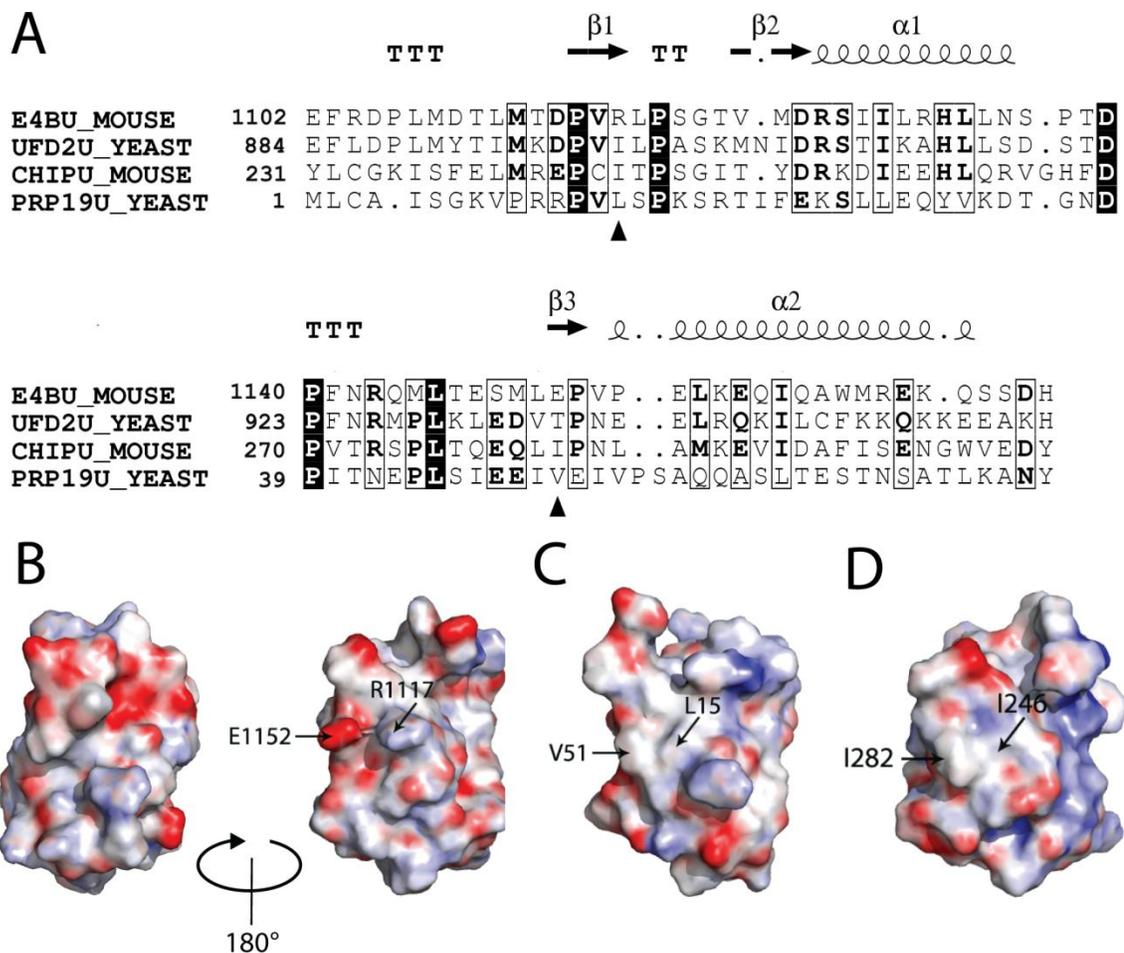 A
β1 β2 α1
TTT TT
E4BU_MOUSE 1102 EFRDPLMDTLMTDPVRLPSGTV.MDRSIILRHLLNS.PTD
UFD2U_YEAST 884 EFLDPLMYTIMKDPVILPASKMNIDRSTIKAHLLSD.STD
CHIPU_MOUSE 231 YLCGKISFELMREPCITPSGIT.YDRKDIEEHLQRVGHFD
PRP19U_YEAST 1 MLCA.ISGKVPRRPVLSPKSRTIFEKSLLEQYVKDT.GND
β3 α2
TTT
E4BU_MOUSE 1140 PFNRQMLTESMLEPVP..ELKEQIQAWMREK.QSSDH
UFD2U_YEAST 923 PFNRMPLKLEDVTPNE..ELRQKILCFKKQKKEEAKH
CHIPU_MOUSE 270 PVTRSPLTQEQLIPNL..AMKEVIDAFISENGWVEDY
PRP19U_YEAST 39 PITNEPLSIEEIVEIVPSAQQASLTESTNSATLKANY
B
C
D
R1117
E1152
L15
V51
I246
I282
180°